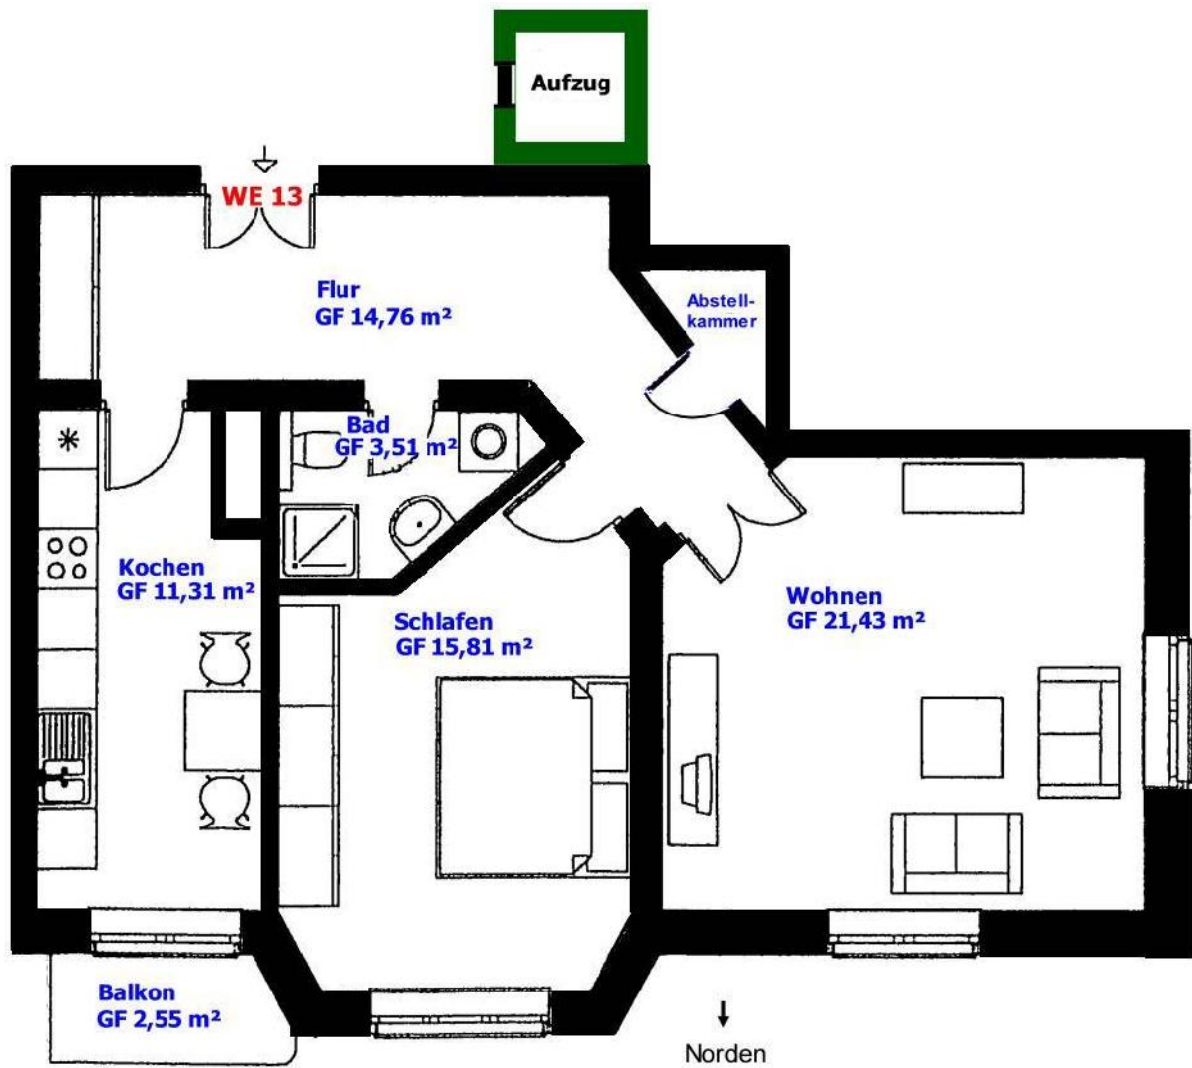 Aufzug
WE 13
Flur
GF 14,76 m²
Abstell-
kammer
Bad
GF 3,51 m²
Kochen
GF 11,31 m²
Schlafen
GF 15,81 m²
Wohnen
GF 21,43 m²
Balkon
GF 2,55 m²
Norden